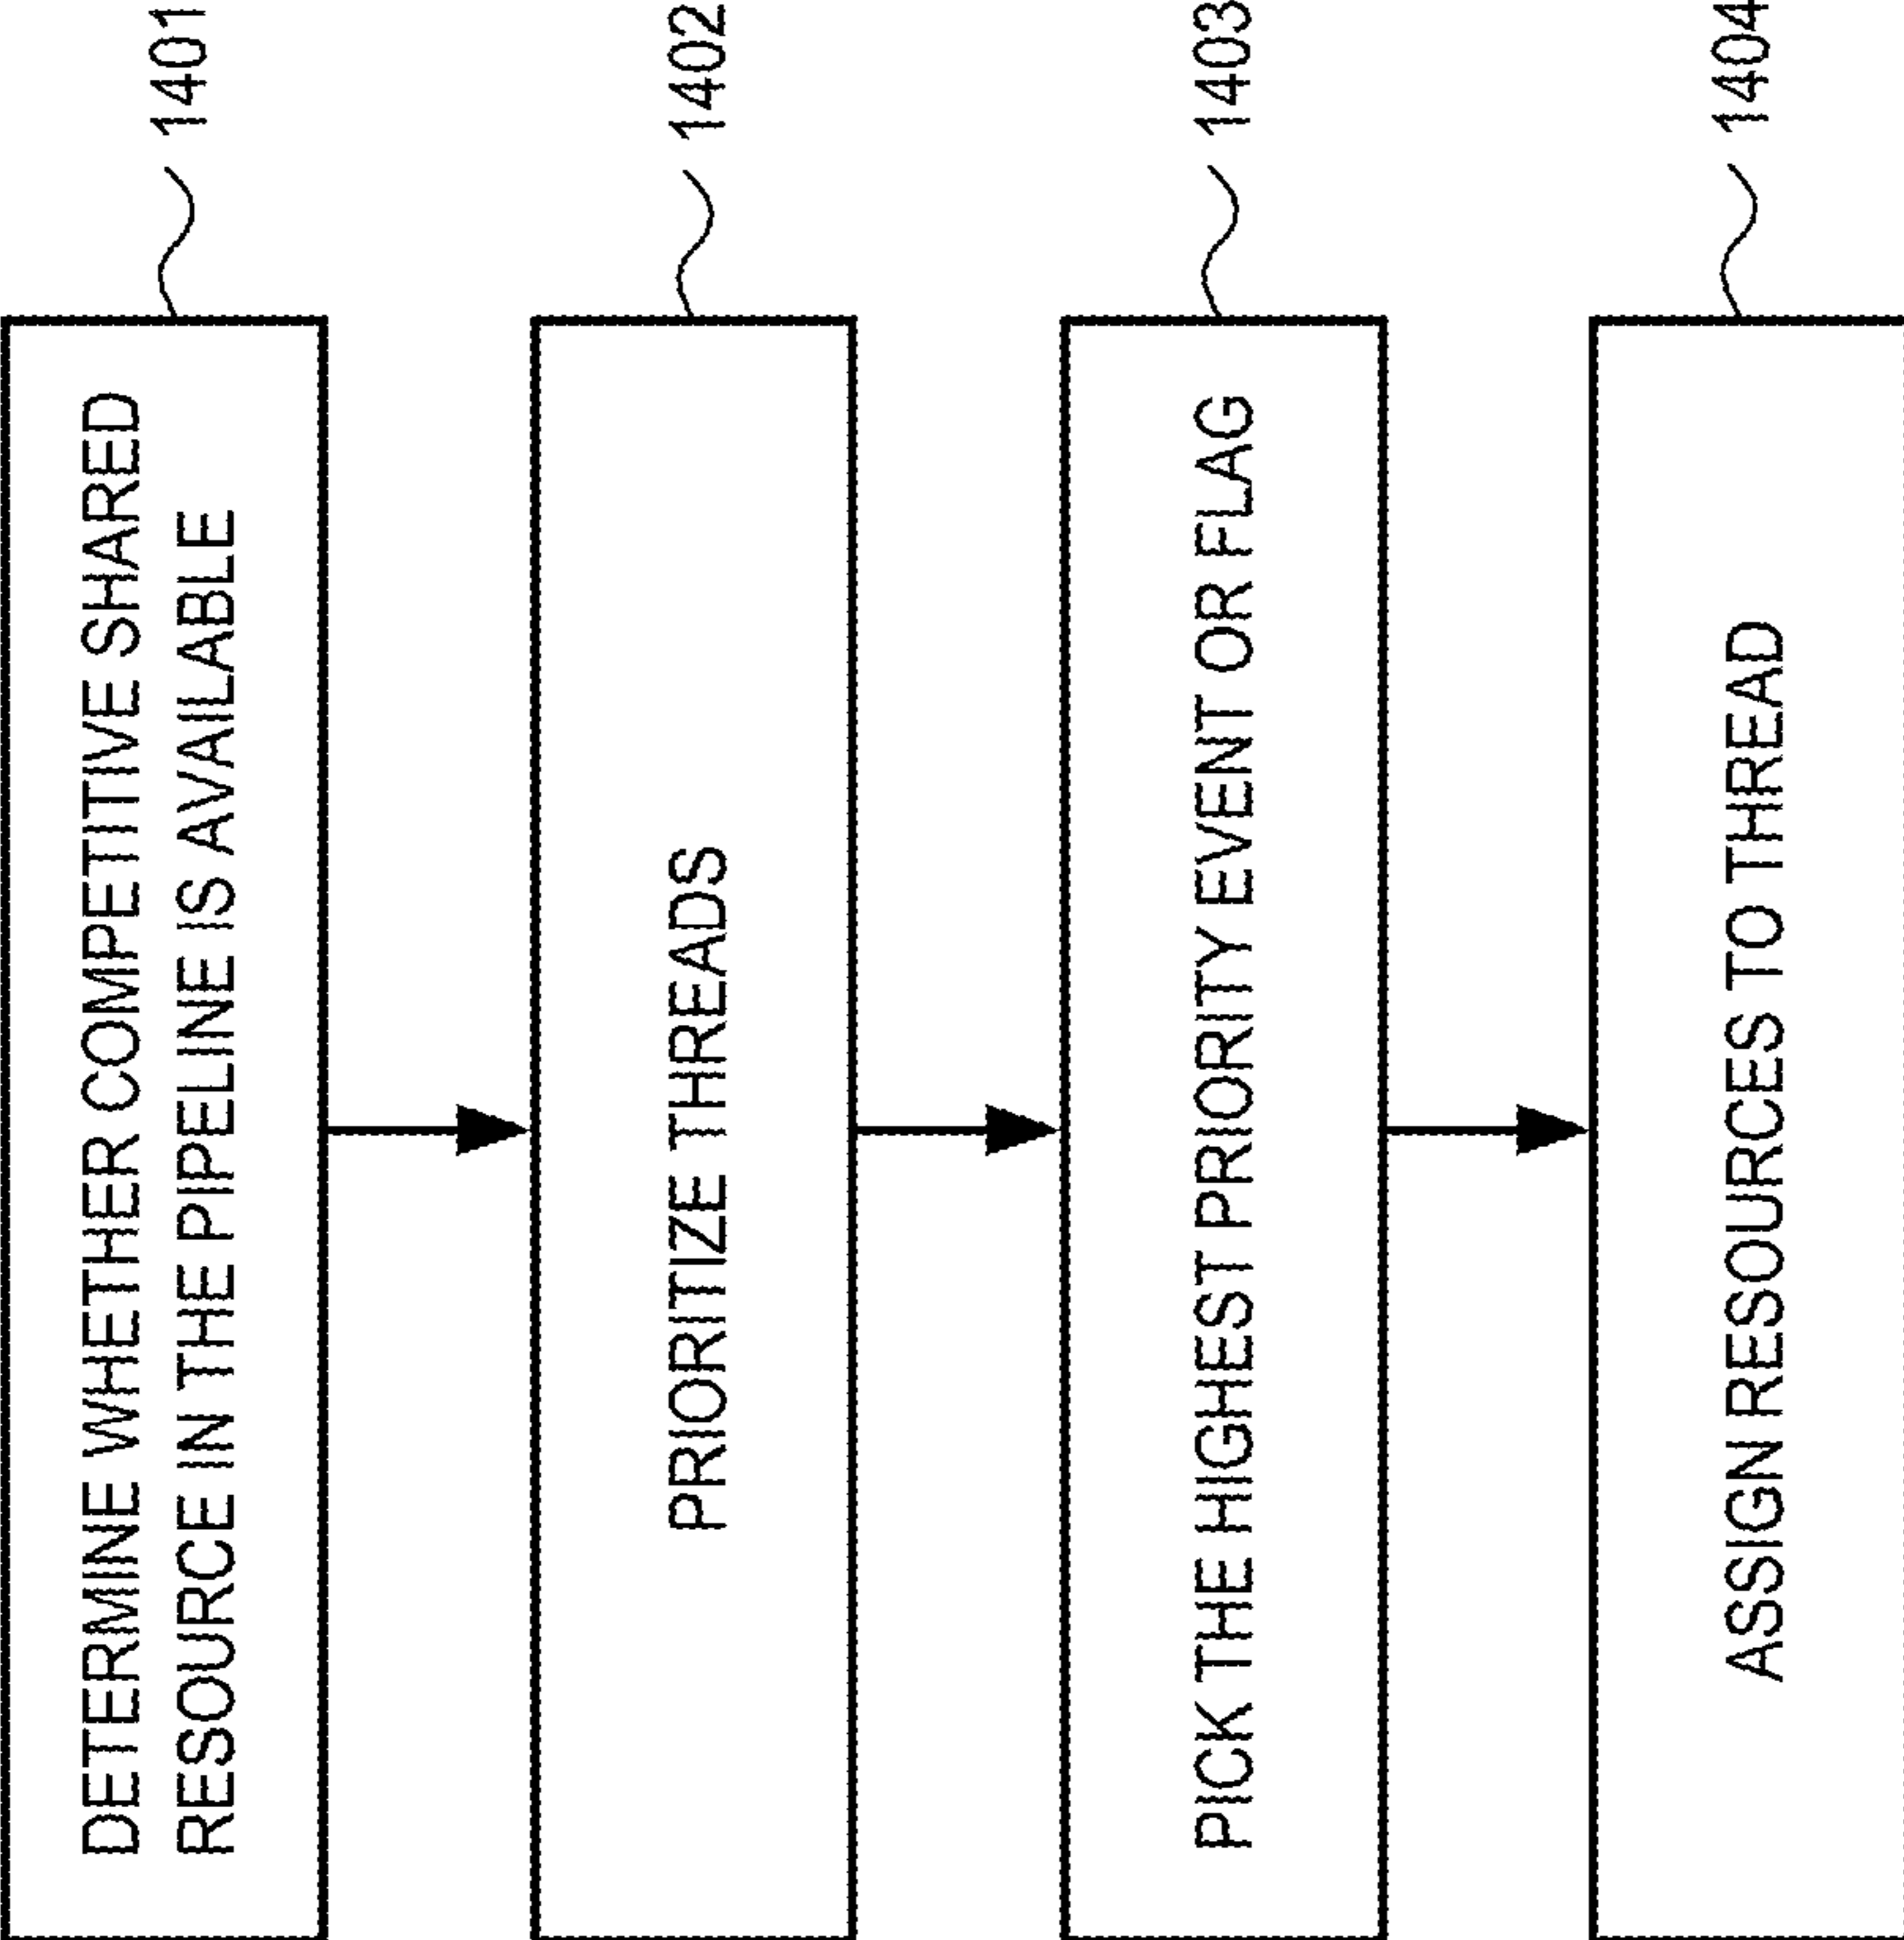 DETERMINE WHETHER COMPETITIVE SHARED
RESOURCE IN THE PIPELINE IS AVAILABLE
1401
PRIORITIZE THREADS
1402
PICK THE HIGHEST PRIORITY EVENT OR FLAG
1403
ASSIGN RESOURCES TO THREAD
1404